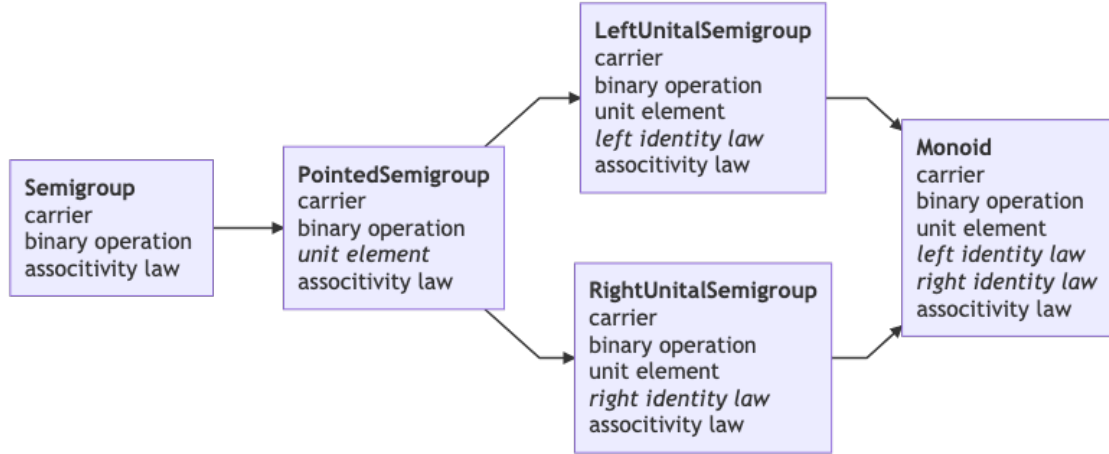 Semigroup
carrier
binary operation
associtivity law
PointedSemigroup
carrier
binary operation
unit element
associtivity law
LeftUnitalSemigroup
carrier
binary operation
unit element
left identity law
associtivity law
RightUnitalSemigroup
carrier
binary operation
unit element
right identity law
associtivity law
Monoid
carrier
binary operation
unit element
left identity law
right identity law
associtivity law